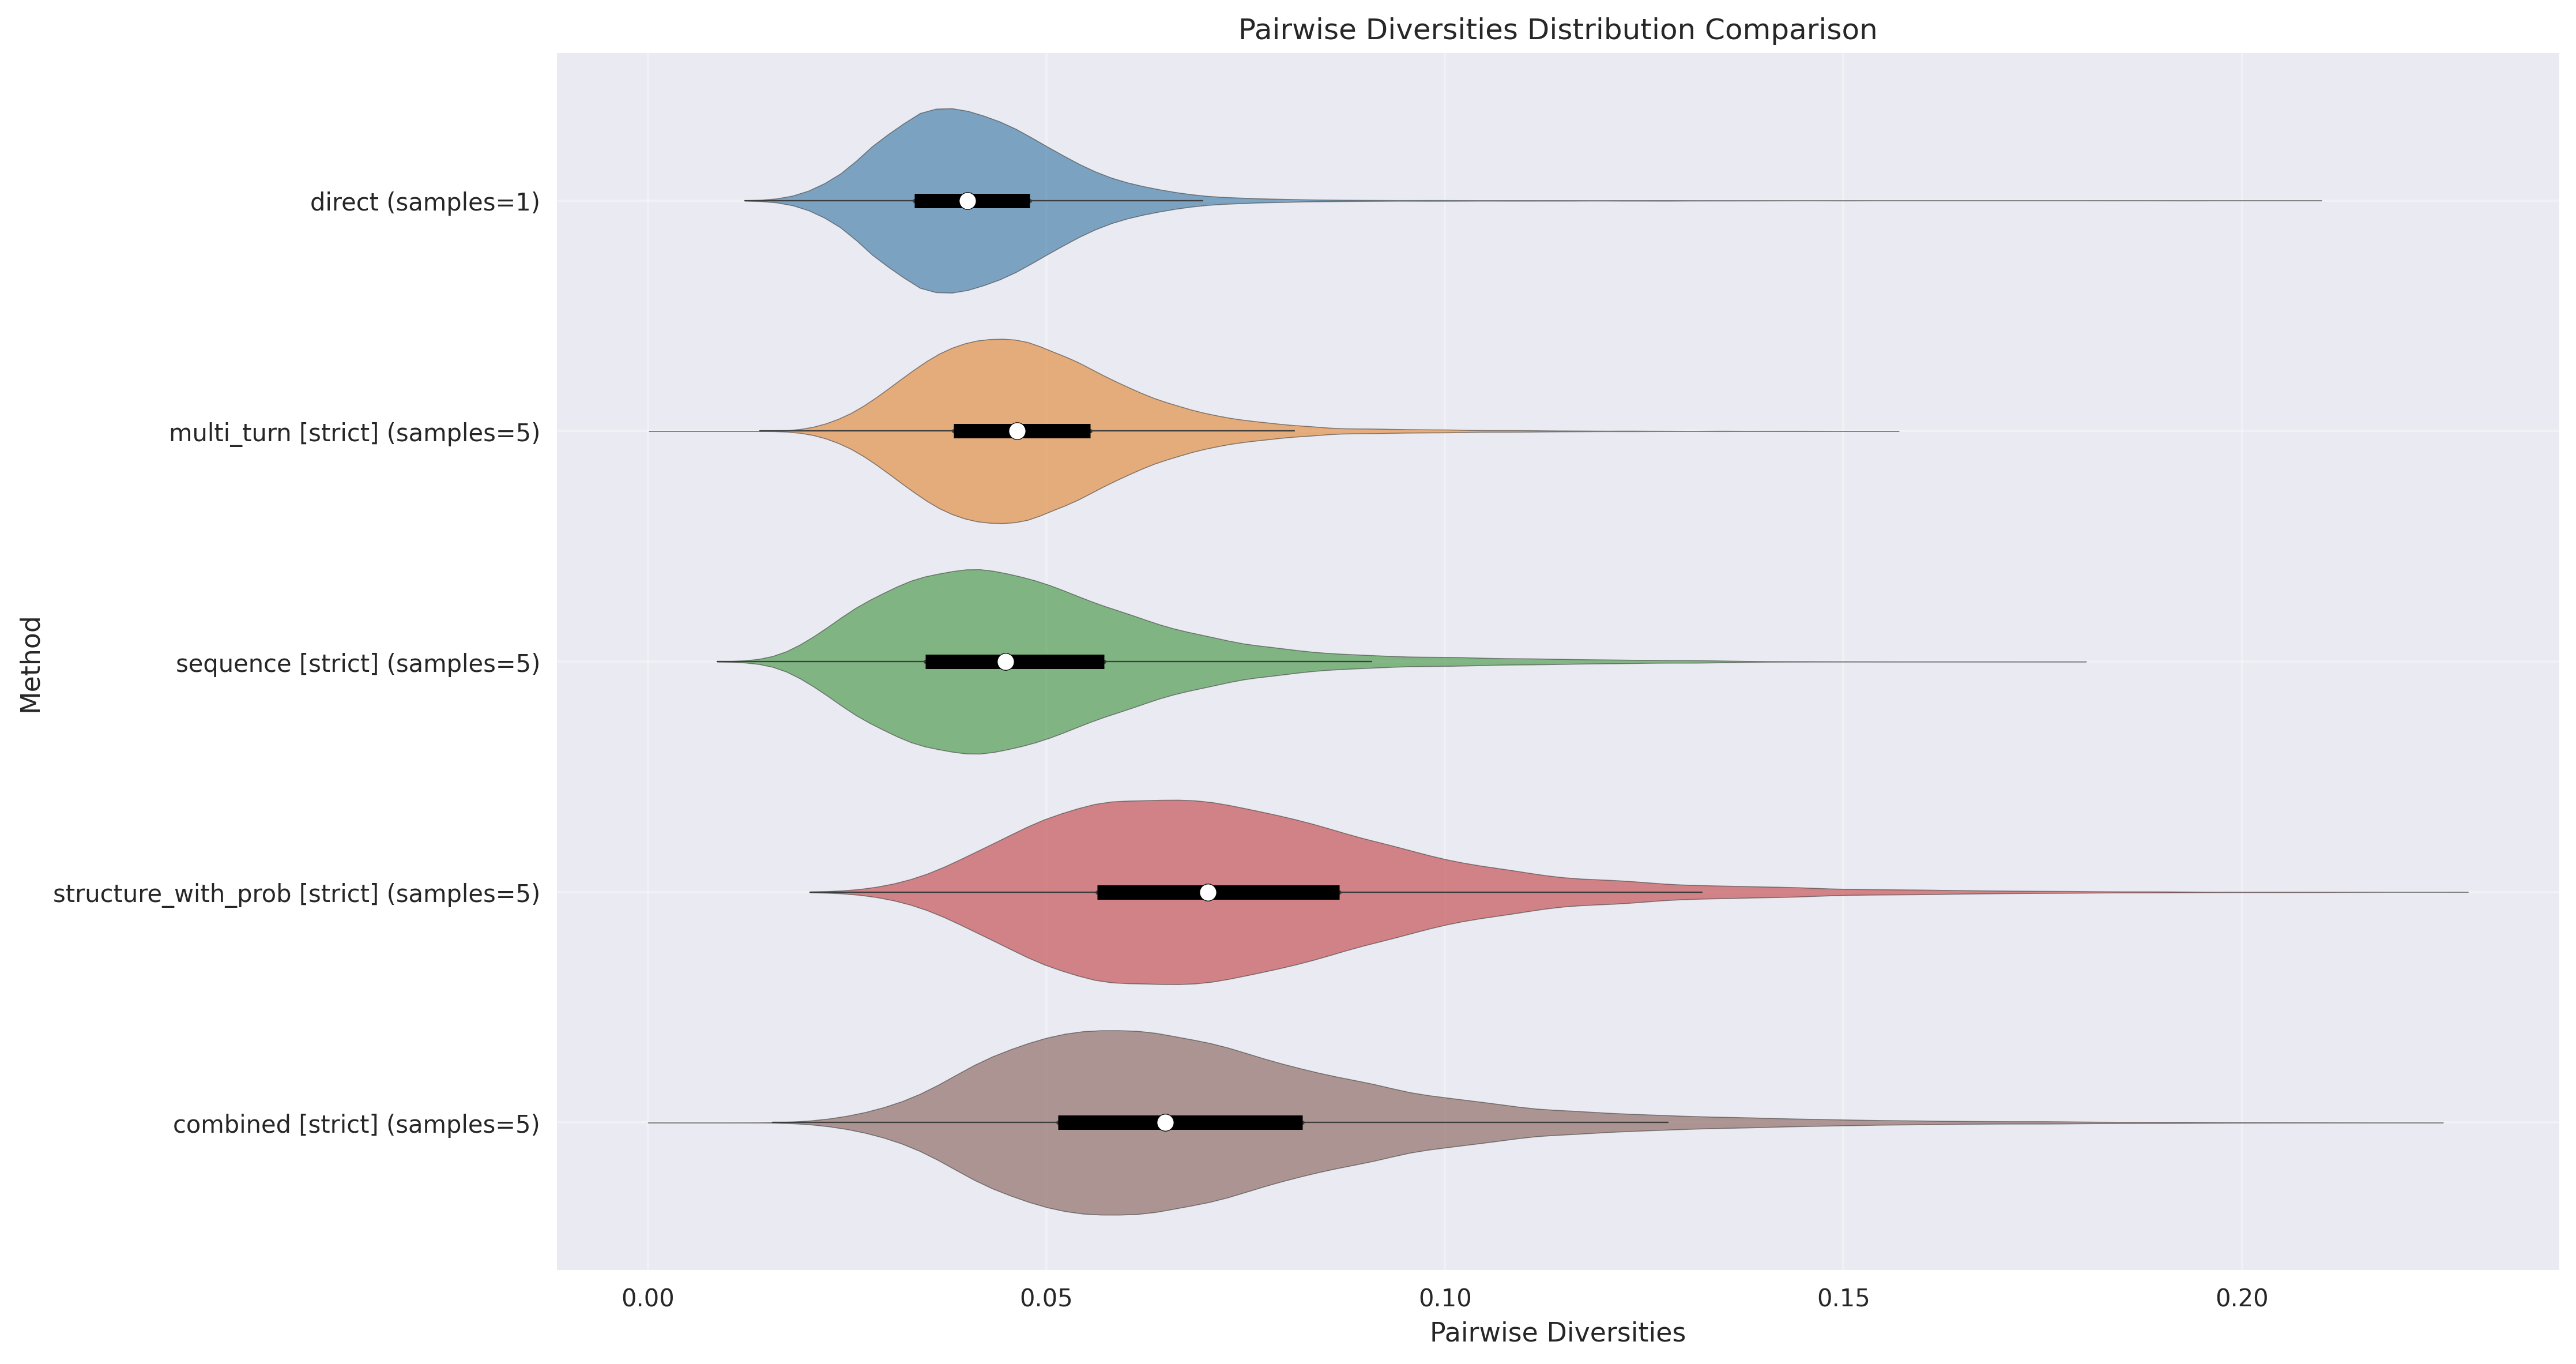 Pairwise Diversities Distribution Comparison
Method
direct (samples=1)
multi_turn [strict] (samples=5)
sequence [strict] (samples=5)
structure_with_prob [strict] (samples=5)
combined [strict] (samples=5)
0.00 0.05 0.10 0.15 0.20
Pairwise Diversities